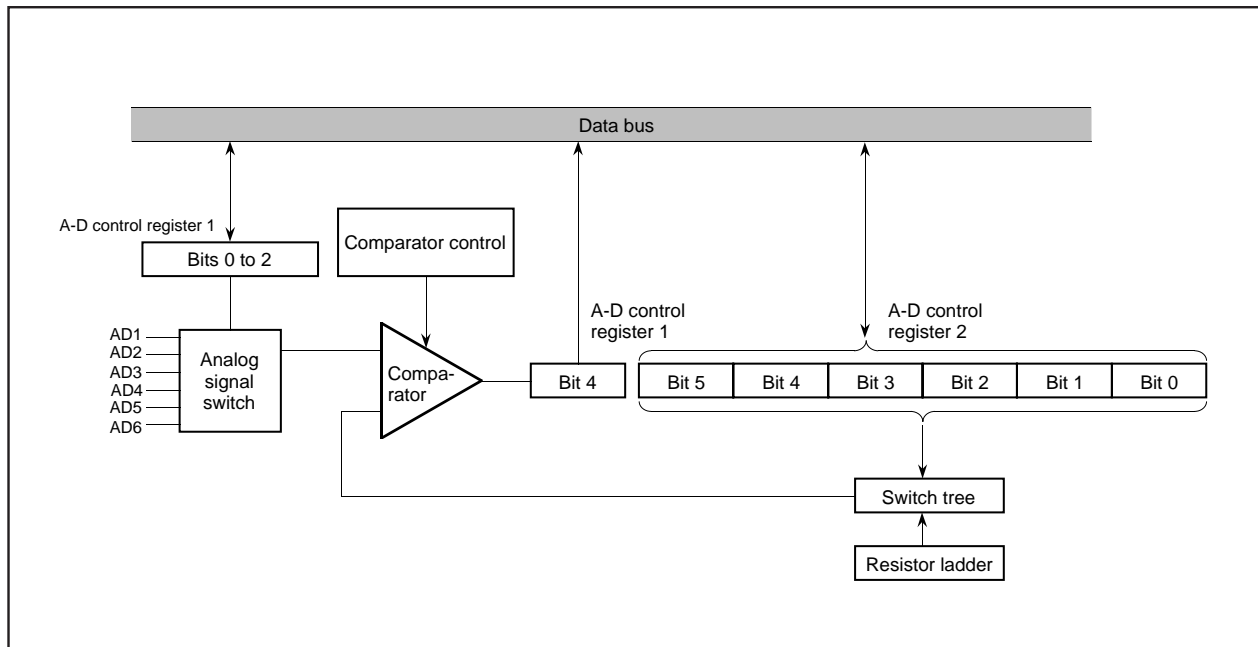 Data bus
A-D control register 1
Bits 0 to 2
Comparator control
A-D control
register 1
A-D control
register 2
AD1
AD2
AD3
AD4
AD5
AD6
Analog
signal
switch
Compa-
rator
Bit 4
Bit 5
Bit 4
Bit 3
Bit 2
Bit 1
Bit 0
Switch tree
Resistor ladder